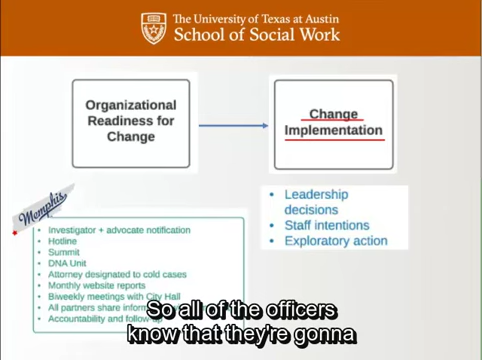 The University of Texas at Austin
School of Social Work
Organizational
Readiness for
Change
Change
Implementation
• Leadership
decisions
• Staff intentions
• Exploratory action
Memphis
• Investigator + advocate notification
• Hotline
• Summit
• DNA Unit
• Attorney designated to cold cases
• Monthly website reports
• Biweekly meetings with City Hall
• All partners share
• Accountability and follow
So all of the officers
know that they're gonna